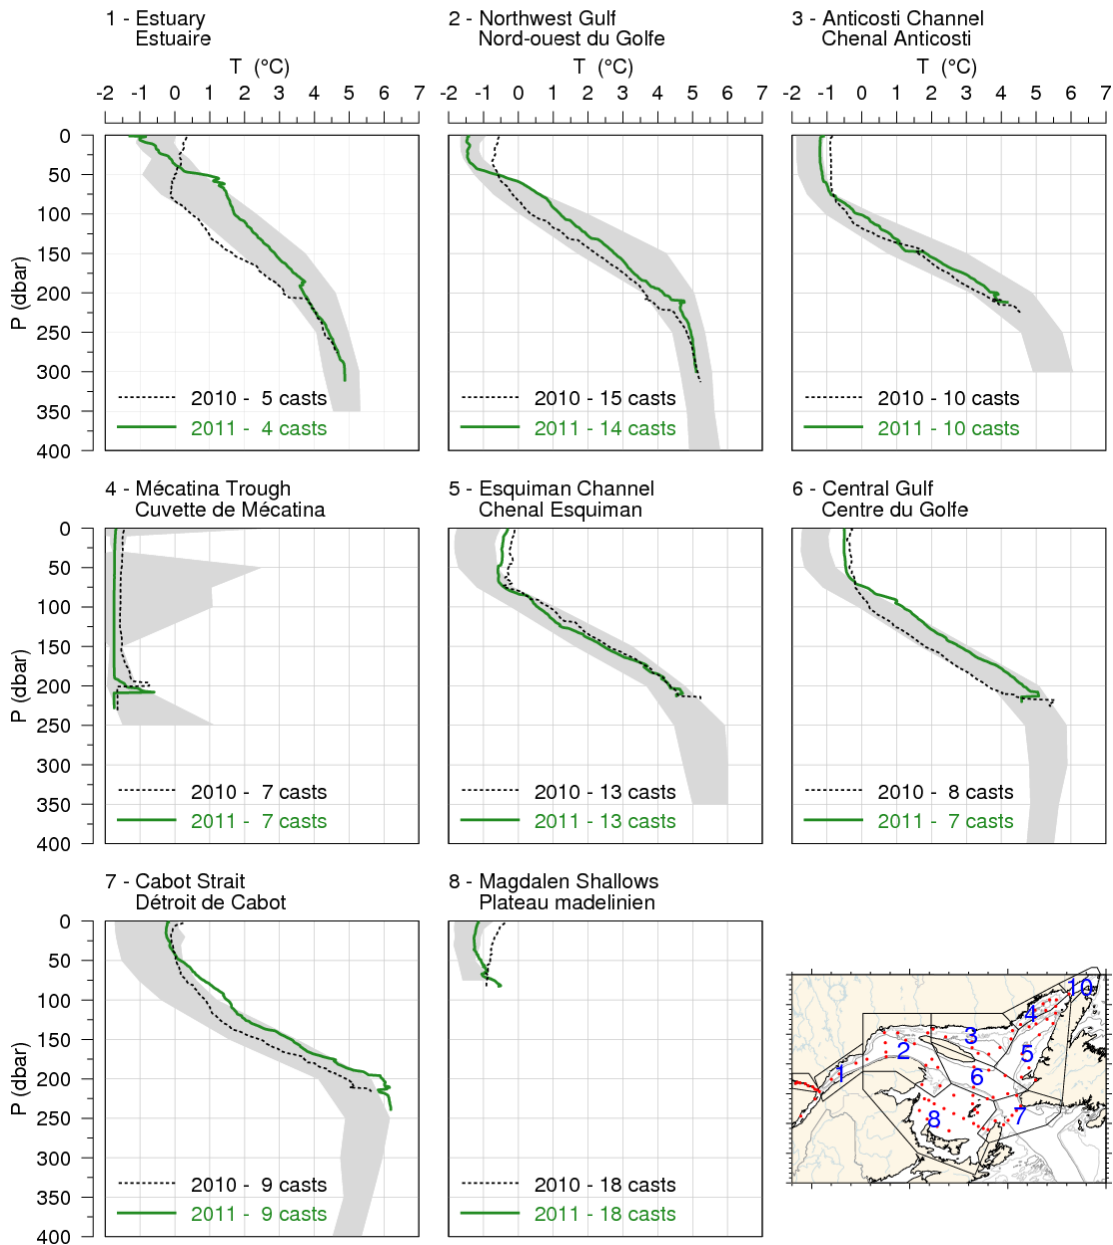 1 - Estuary
Estuaire
T (°C)
-2 -1 0 1 2 3 4 5 6 7
2 - Northwest Gulf
Nord-ouest du Golfe
T (°C)
-2 -1 0 1 2 3 4 5 6 7
3 - Anticosti Channel
Chenal Anticosti
T (°C)
-2 -1 0 1 2 3 4 5 6 7
P (dbar)
0
50
100
150
200
250
300
350
400
2010 - 5 casts
2011 - 4 casts
2010 - 15 casts
2011 - 14 casts
2010 - 10 casts
2011 - 10 casts
4 - Mécatina Trough
Cuvette de Mécatina
5 - Esquiman Channel
Chenal Esquiman
6 - Central Gulf
Centre du Golfe
P (dbar)
0
50
100
150
200
250
300
350
400
2010 - 7 casts
2011 - 7 casts
2010 - 13 casts
2011 - 13 casts
2010 - 8 casts
2011 - 7 casts
7 - Cabot Strait
Détroit de Cabot
8 - Magdalen Shallows
Plateau madelinien
P (dbar)
0
50
100
150
200
250
300
350
400
2010 - 9 casts
2011 - 9 casts
2010 - 18 casts
2011 - 18 casts
10
4
3
2
5
1
6
8
7